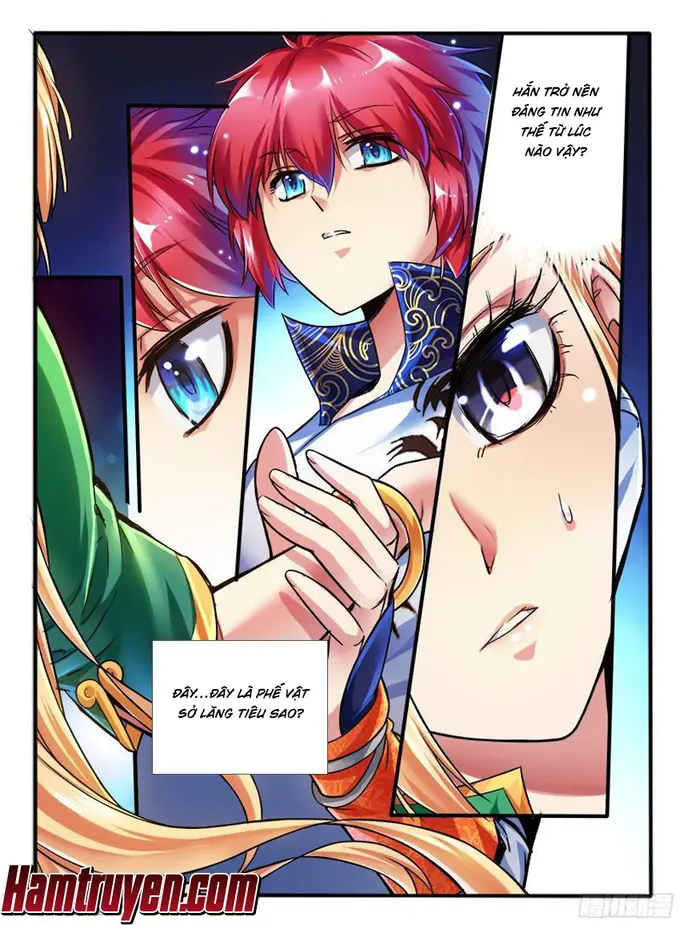 HẮN TRỞ NÊN
ĐÁNG TIN NHƯ
THẾ TỪ LÚC
NÀO VẬY?
ĐÂY...ĐÂY LÀ PHẾ VẬT
SỞ LĂNG TIÊU SAO?
Hamtruyen.com